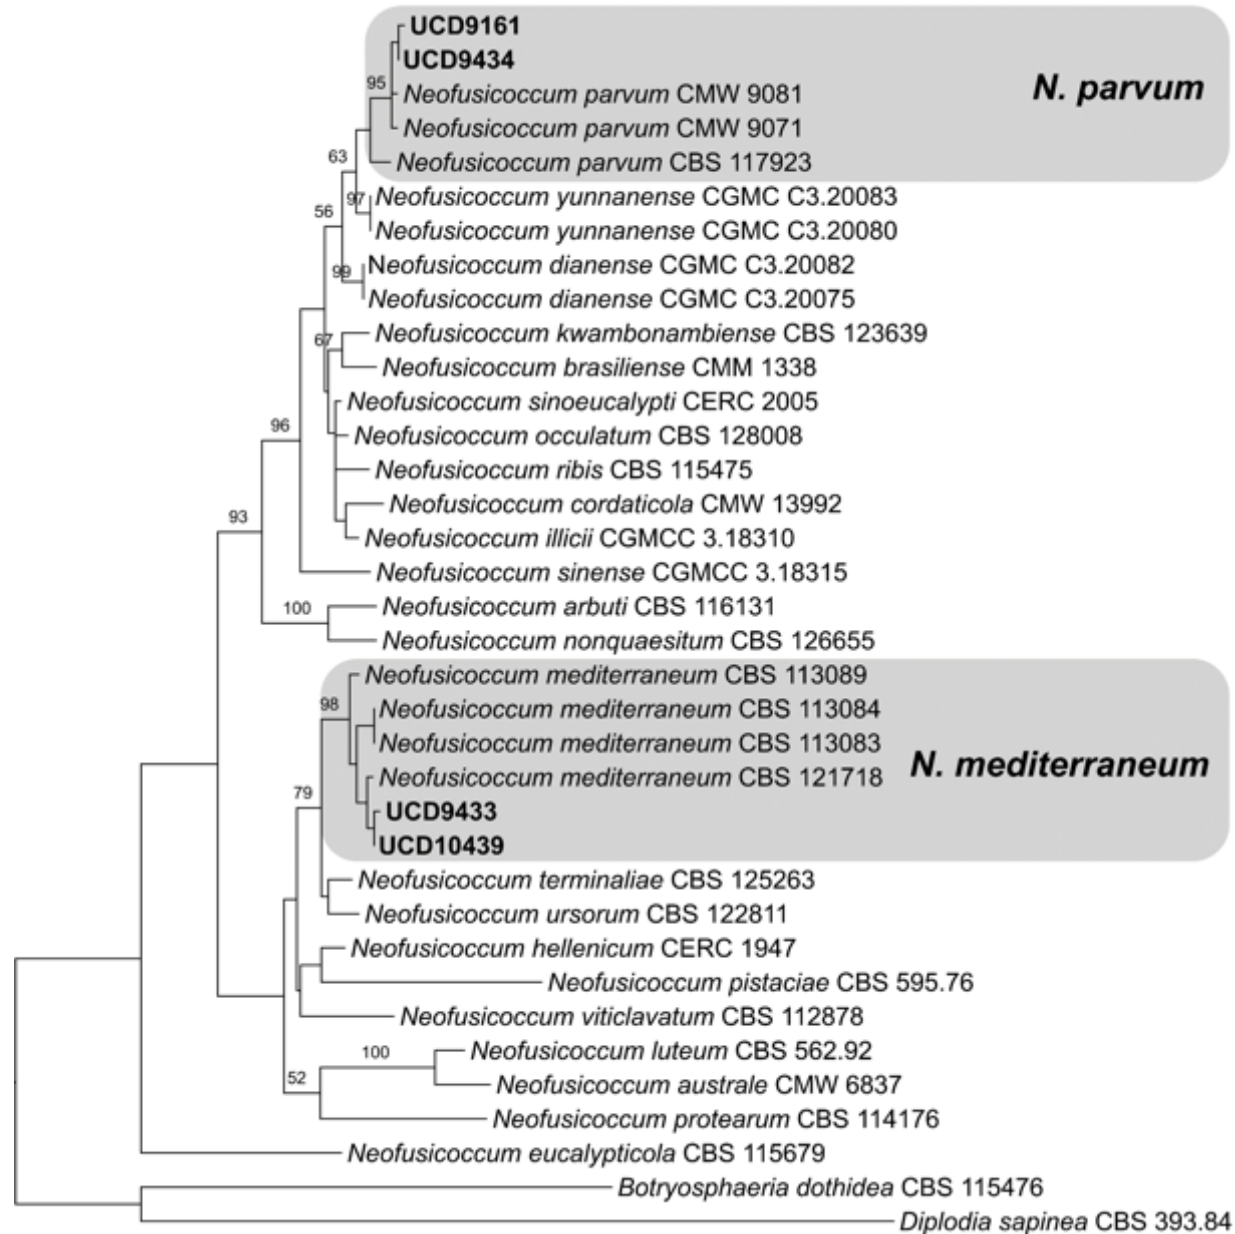 UCD9161
UCD9434
95
Neofusicoccum parvum CMW 9081
N. parvum
Neofusicoccum parvum CMW 9071
63
Neofusicoccum parvum CBS 117923
97
Neofusicoccum yunnanense CGMC C3.20083
56
Neofusicoccum yunnanense CGMC C3.20080
99
Neofusicoccum dianense CGMC C3.20082
Neofusicoccum dianense CGMC C3.20075
67
Neofusicoccum kwambonambiense CBS 123639
Neofusicoccum brasiliense CMM 1338
Neofusicoccum sinoeucalypti CERC 2005
96
Neofusicoccum occulatum CBS 128008
Neofusicoccum ribis CBS 115475
Neofusicoccum cordaticola CMW 13992
93
Neofusicoccum illicii CGMCC 3.18310
Neofusicoccum sinense CGMCC 3.18315
100
Neofusicoccum arbuti CBS 116131
Neofusicoccum nonquaesitum CBS 126655
Neofusicoccum mediterraneum CBS 113089
98
Neofusicoccum mediterraneum CBS 113084
Neofusicoccum mediterraneum CBS 113083
N. mediterraneum
Neofusicoccum mediterraneum CBS 121718
79
UCD9433
UCD10439
Neofusicoccum terminaliae CBS 125263
Neofusicoccum ursorum CBS 122811
Neofusicoccum hellenicum CERC 1947
Neofusicoccum pistaciae CBS 595.76
Neofusicoccum viticlavatum CBS 112878
100
Neofusicoccum luteum CBS 562.92
52
Neofusicoccum australe CMW 6837
Neofusicoccum protearum CBS 114176
Neofusicoccum eucalypticola CBS 115679
Botryosphaeria dothidea CBS 115476
Diplodia sapinea CBS 393.84